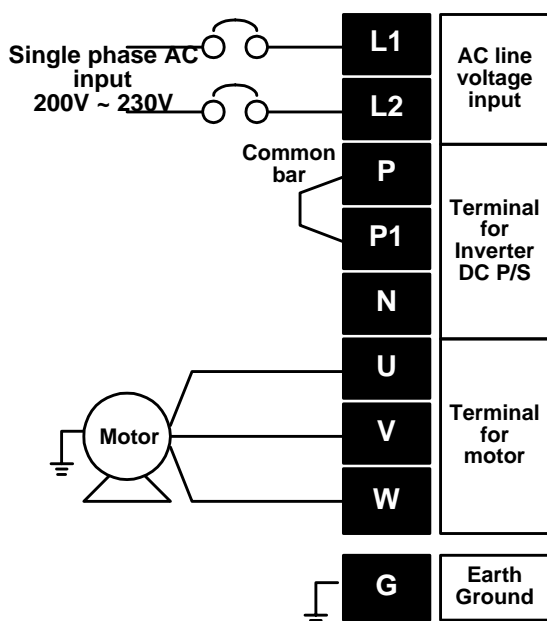 Single phase AC
input
200V ~ 230V
L1
L2
AC line
voltage
input
Common
bar
P
P1
N
Terminal
for
Inverter
DC P/S
Motor
U
V
W
Terminal
for
motor
G
Earth
Ground